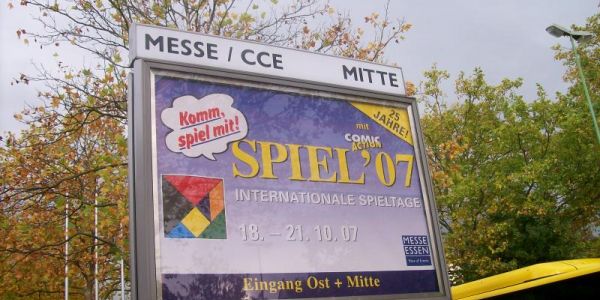 MESSE / CCE MITTE
Komm,
spiel mit!
25
JAHRE!
mit
COMIC
ACTION
SPIEL '07
INTERNATIONALE SPIELTAGE
18. – 21. 10. 07
MESSE
ESSEN
Eingang Ost + Mitte